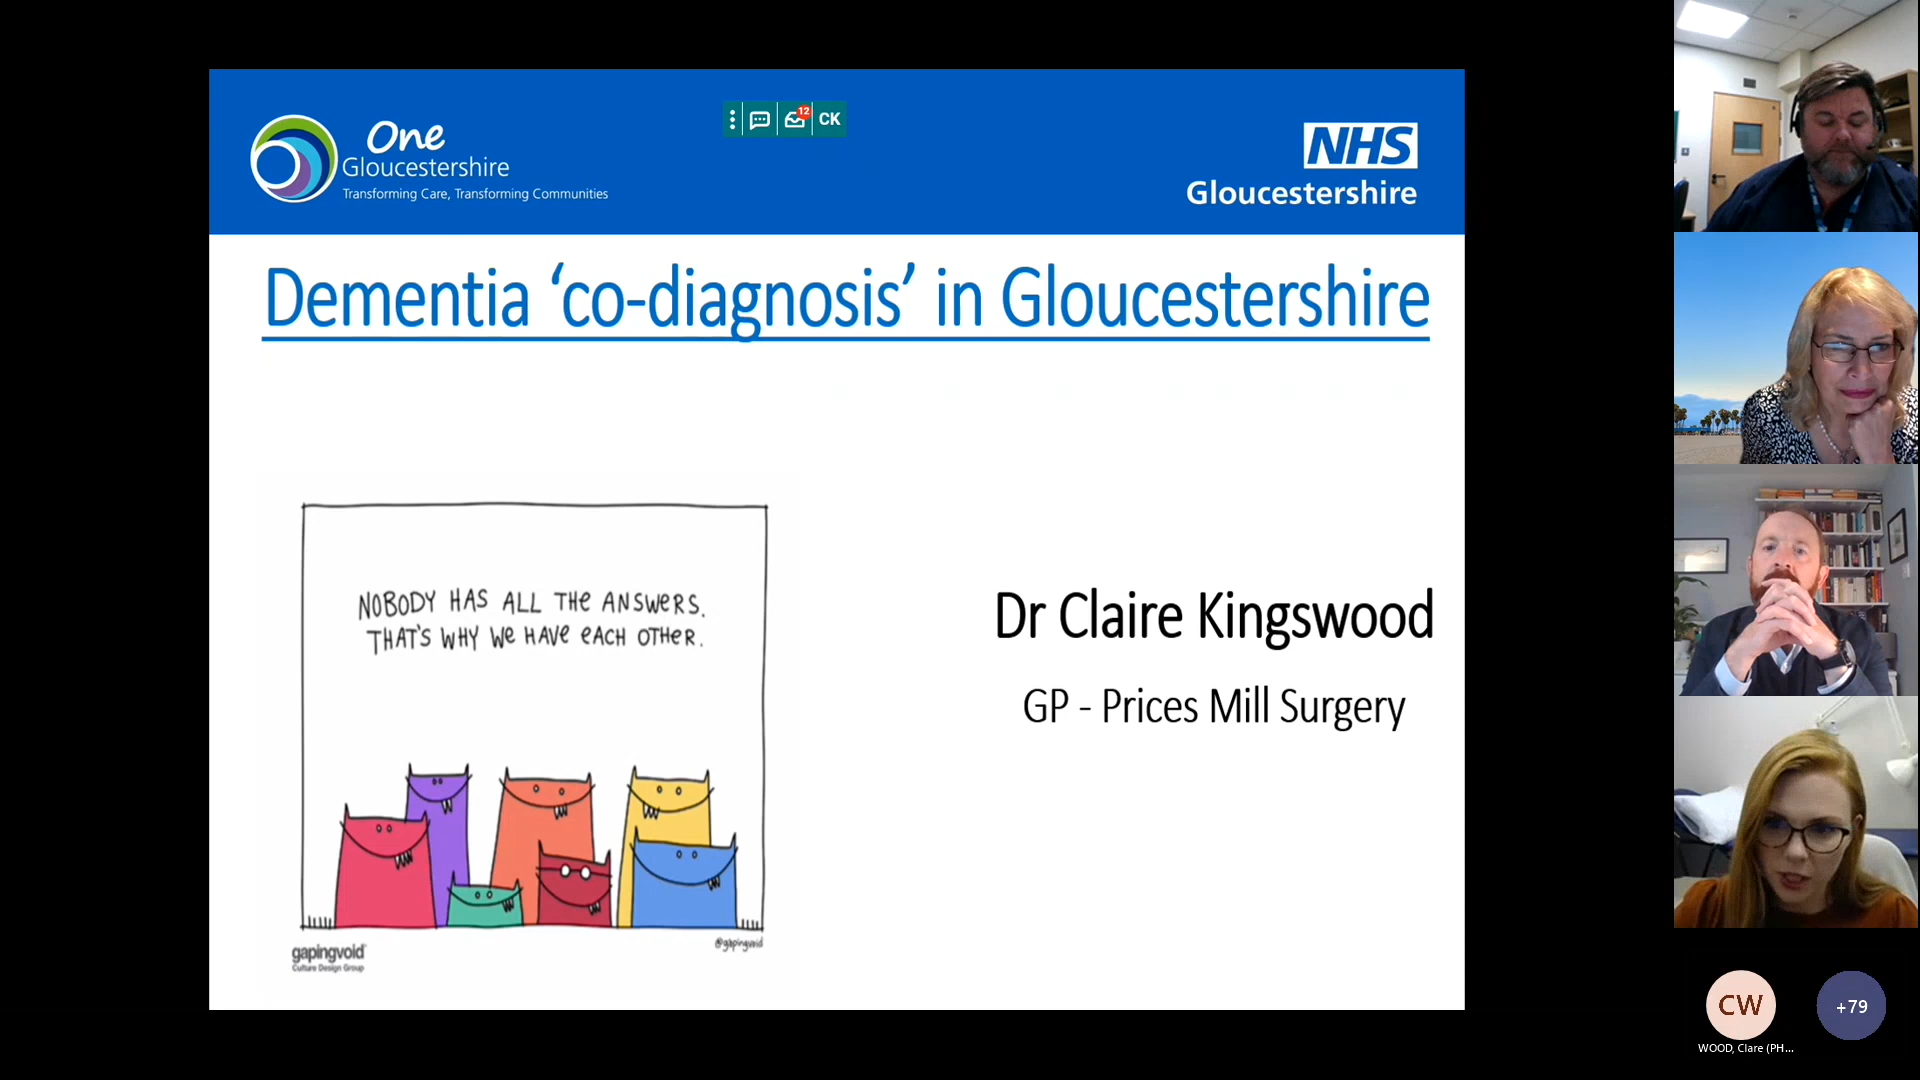 One
Gloucestershire
Transforming Care, Transforming Communities
12
CK
NHS
Gloucestershire
Dementia ‘co-diagnosis’ in Gloucestershire
NOBODY HAS ALL THE ANSWERS.
THAT'S WHY WE HAVE EACH OTHER.
Dr Claire Kingswood
GP - Prices Mill Surgery
gapingvoid
Culture Design Group
@gapingvoid
CW
+79
WOOD, Clare (PH...